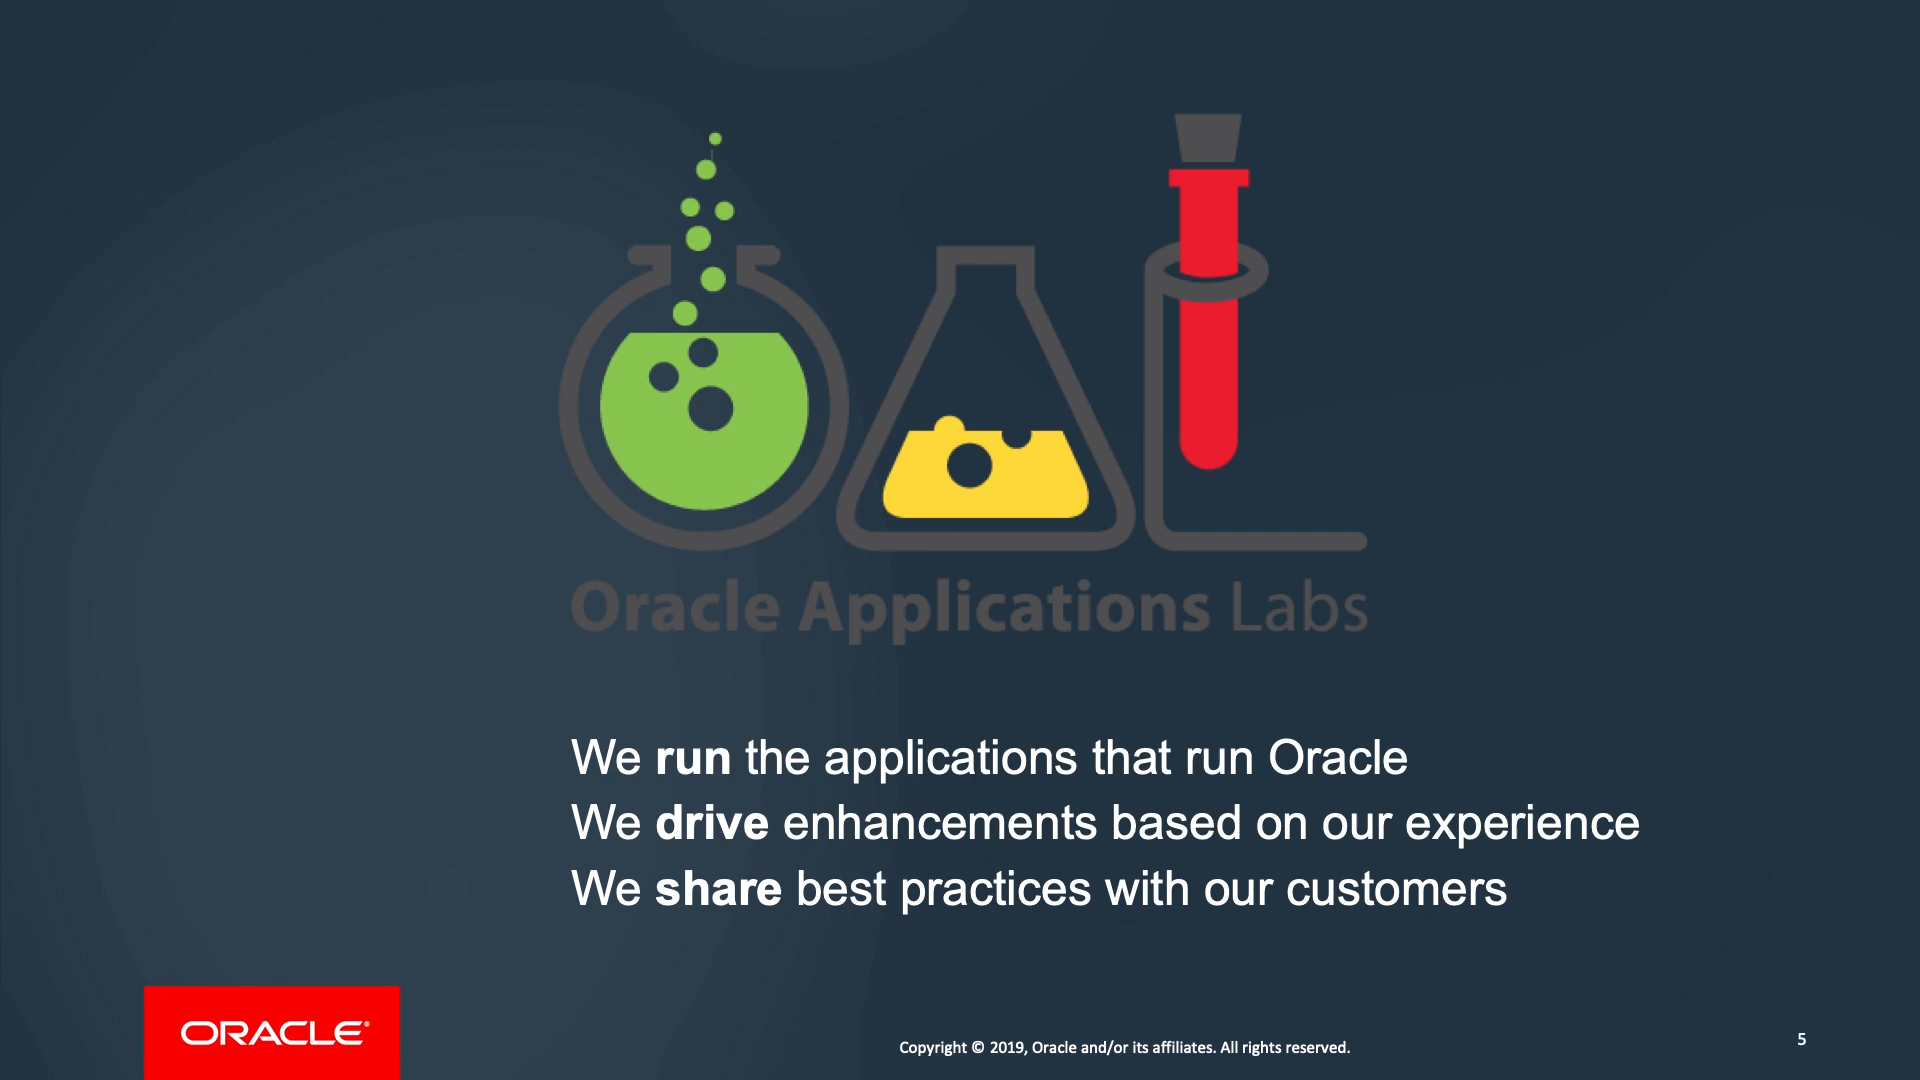 Oracle Applications Labs
We run the applications that run Oracle
We drive enhancements based on our experience
We share best practices with our customers
ORACLE®
Copyright © 2019, Oracle and/or its affiliates. All rights reserved.
5